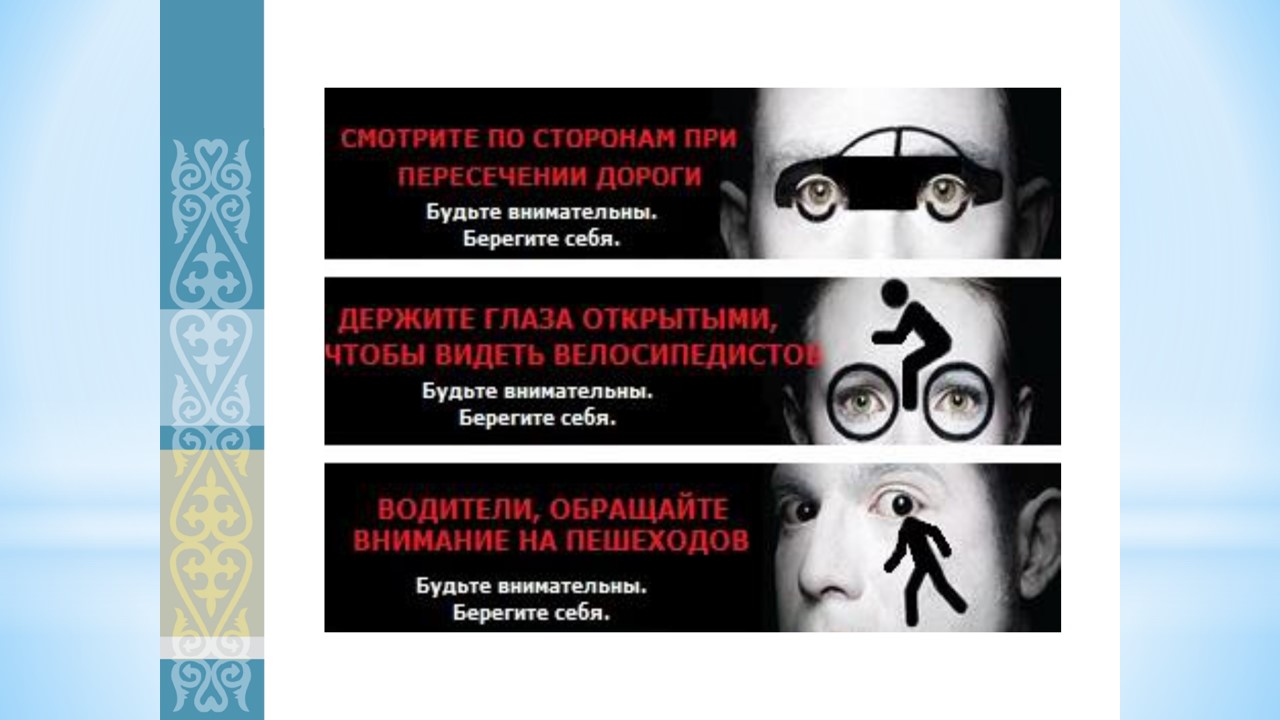 СМОТРИТЕ ПО СТОРОНАМ ПРИ
ПЕРЕСЕЧЕНИИ ДОРОГИ
Будьте внимательны.
Берегите себя.
ДЕРЖИТЕ ГЛАЗА ОТКРЫТЫМИ,
ЧТОБЫ ВИДЕТЬ ВЕЛОСИПЕДИСТОВ
Будьте внимательны.
Берегите себя.
ВОДИТЕЛИ, ОБРАЩАЙТЕ
ВНИМАНИЕ НА ПЕШЕХОДОВ
Будьте внимательны.
Берегите себя.